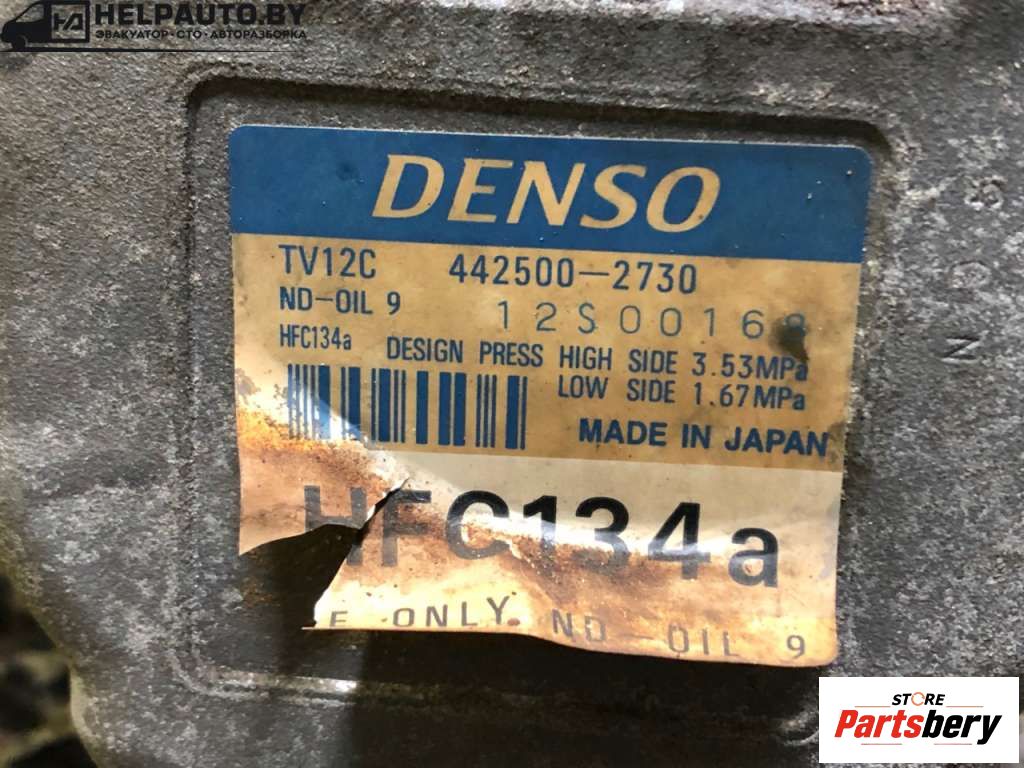 HELPAUTO.BY
ЭВАКУАТОР·СТО·АВТОРАЗБОРКА
DENSO
TV12C 442500-2730
ND-OIL 9
HFC134a DESIGN PRESS HIGH SIDE 3.53MPa
LOW SIDE 1.67MPa
MADE IN JAPAN
HFC134a
ONLY ND-OIL 9
N
STORE
Partsbery